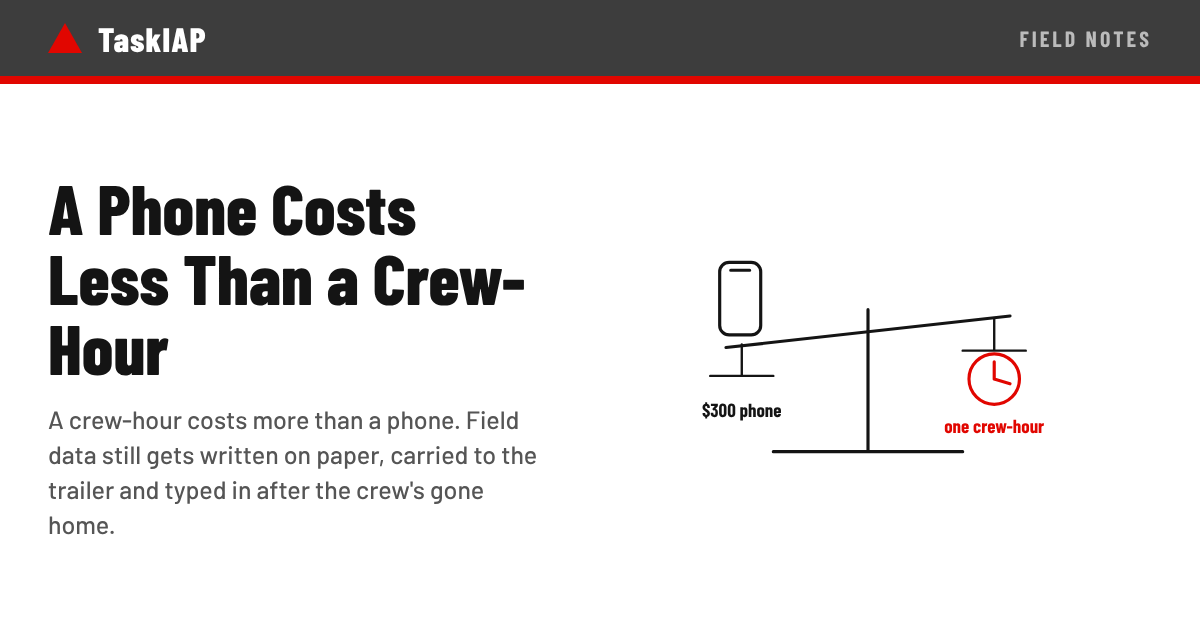 TaskIAP
FIELD NOTES
A Phone Costs
Less Than a Crew-
Hour
A crew-hour costs more than a phone. Field
data still gets written on paper, carried to the
trailer and typed in after the crew's gone
home.
$300 phone
one crew-hour